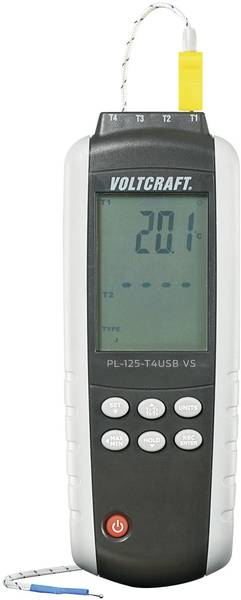 T4 T3 T2 T1
VOLTCRAFT.
T1
20.1 °C
T2 ----
TYPE
J
PL-125-T4USB VS
SET UNITS
MAX MIN HOLD REC ENTER